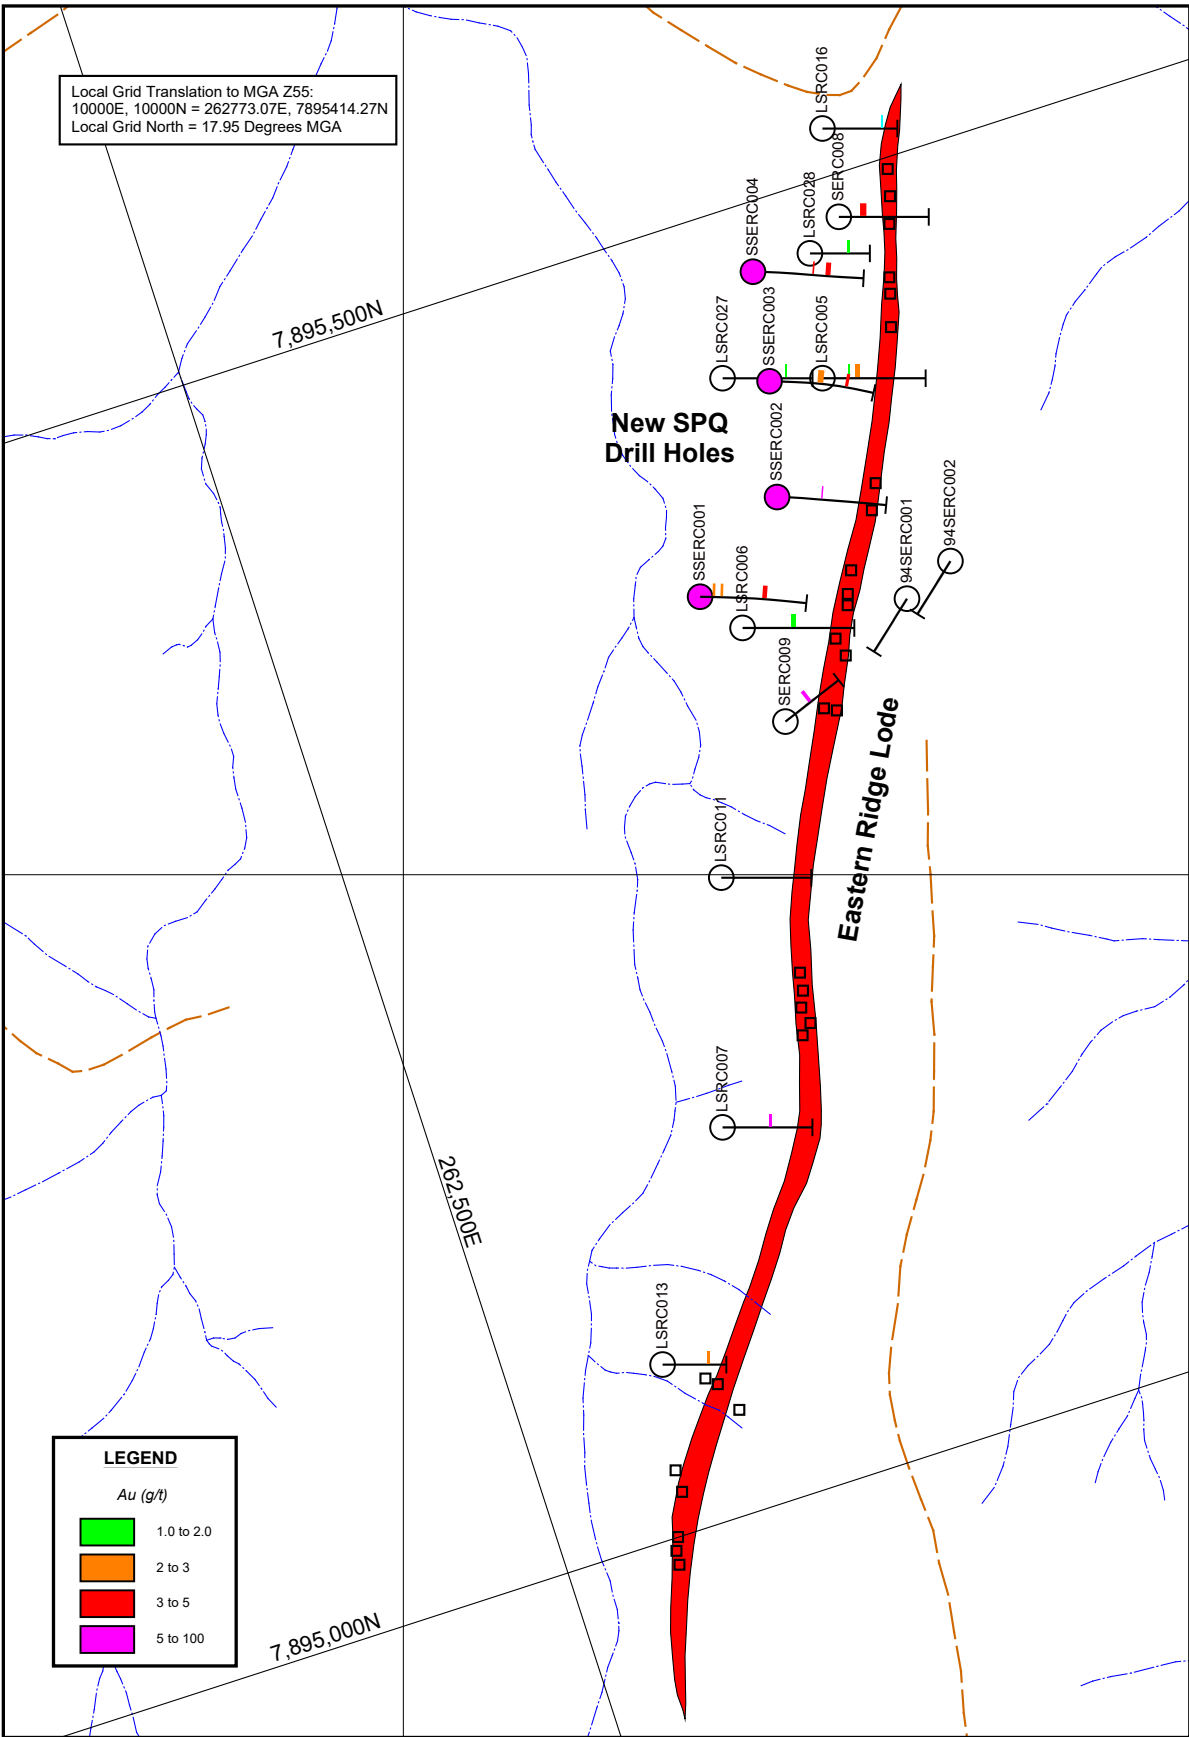 Local Grid Translation to MGA Z55:
10000E, 10000N = 262773.07E, 7895414.27N
Local Grid North = 17.95 Degrees MGA
LSRC016
SERC008
LSRC028
SSERC004
7,895,500N
LSRC027
SSERC003
LSRC005
New SPQ
Drill Holes
SSERC002
94SERC002
94SERC001
SSERC001
LSRC006
SERC009
Eastern Ridge Lode
LSRC011
LSRC007
262,500E
LSRC013
LEGEND
Au (g/t)
1.0 to 2.0
2 to 3
3 to 5
5 to 100
7,895,000N